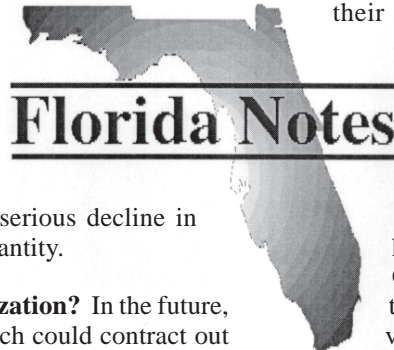 their
Florida Notes
serious decline in
antity.
zation? In the future,
ch could contract out